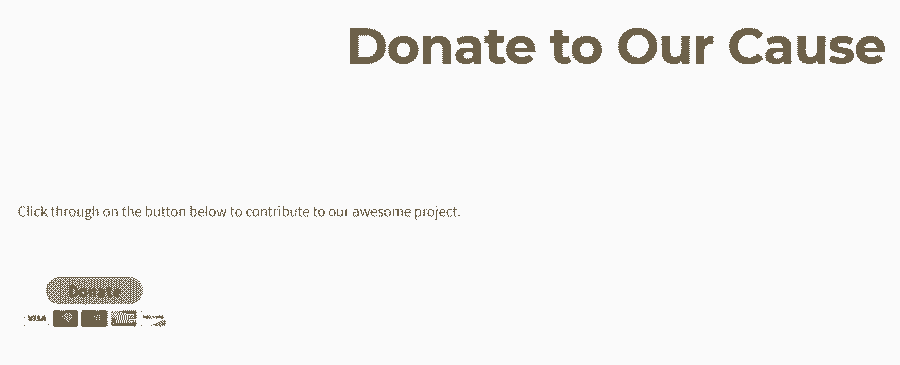 Donate to Our Cause
Click through on the button below to contribute to our awesome project.
Donate
VISA